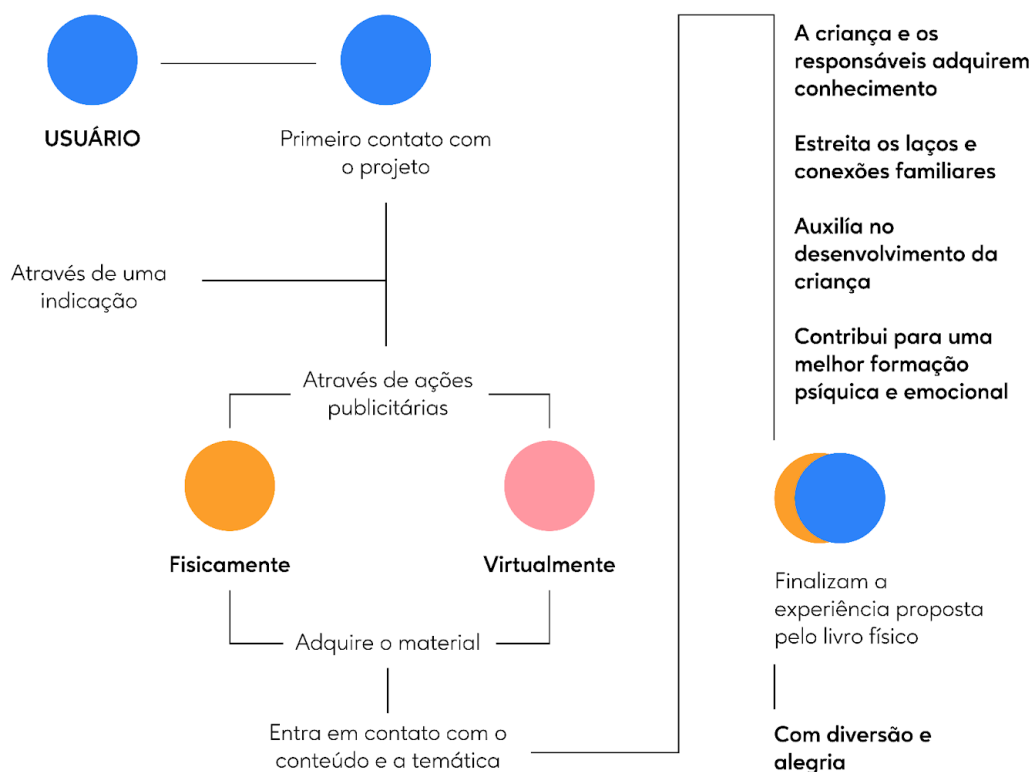 USUÁRIO
Primeiro contato com
o projeto
Através de uma
indicação
Através de ações
publicitárias
Fisicamente
Virtualmente
Adquire o material
Entra em contato com o
conteúdo e a temática
A criança e os
responsáveis adquirem
conhecimento
Estreita os laços e
conexões familiares
Auxilía no
desenvolvimento da
criança
Contribui para uma
melhor formação
psíquica e emocional
Finalizam a
experiência proposta
pelo livro físico
Com diversão e
alegria